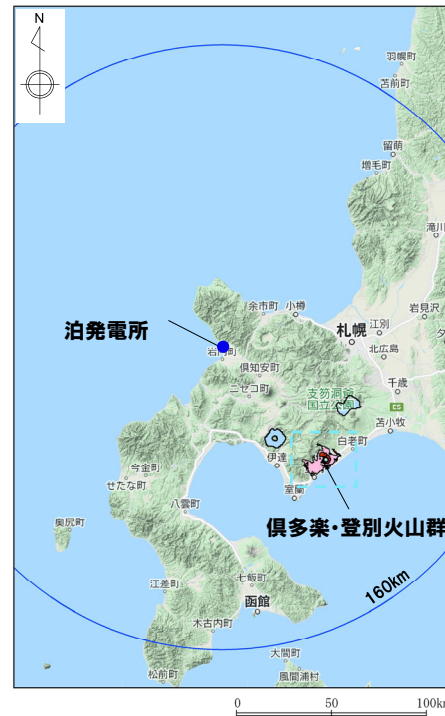 N
羽幌町
苫前町
留萌
増毛町
滝川
余市町
小樽
岩見沢
札幌
江別
夕
泊発電所
北広島
岩内町
倶知安町
千歳
ニセコ町
支笏洞爺
国立公園
C5
苫小牧
白老町
伊達
今金町
せたな町
室蘭
八雲町
倶多楽・登別火山群
奥尻町
160km
七飯町
江差町
函館
木古内町
大間町
松前町
風間浦村
0 50 100km